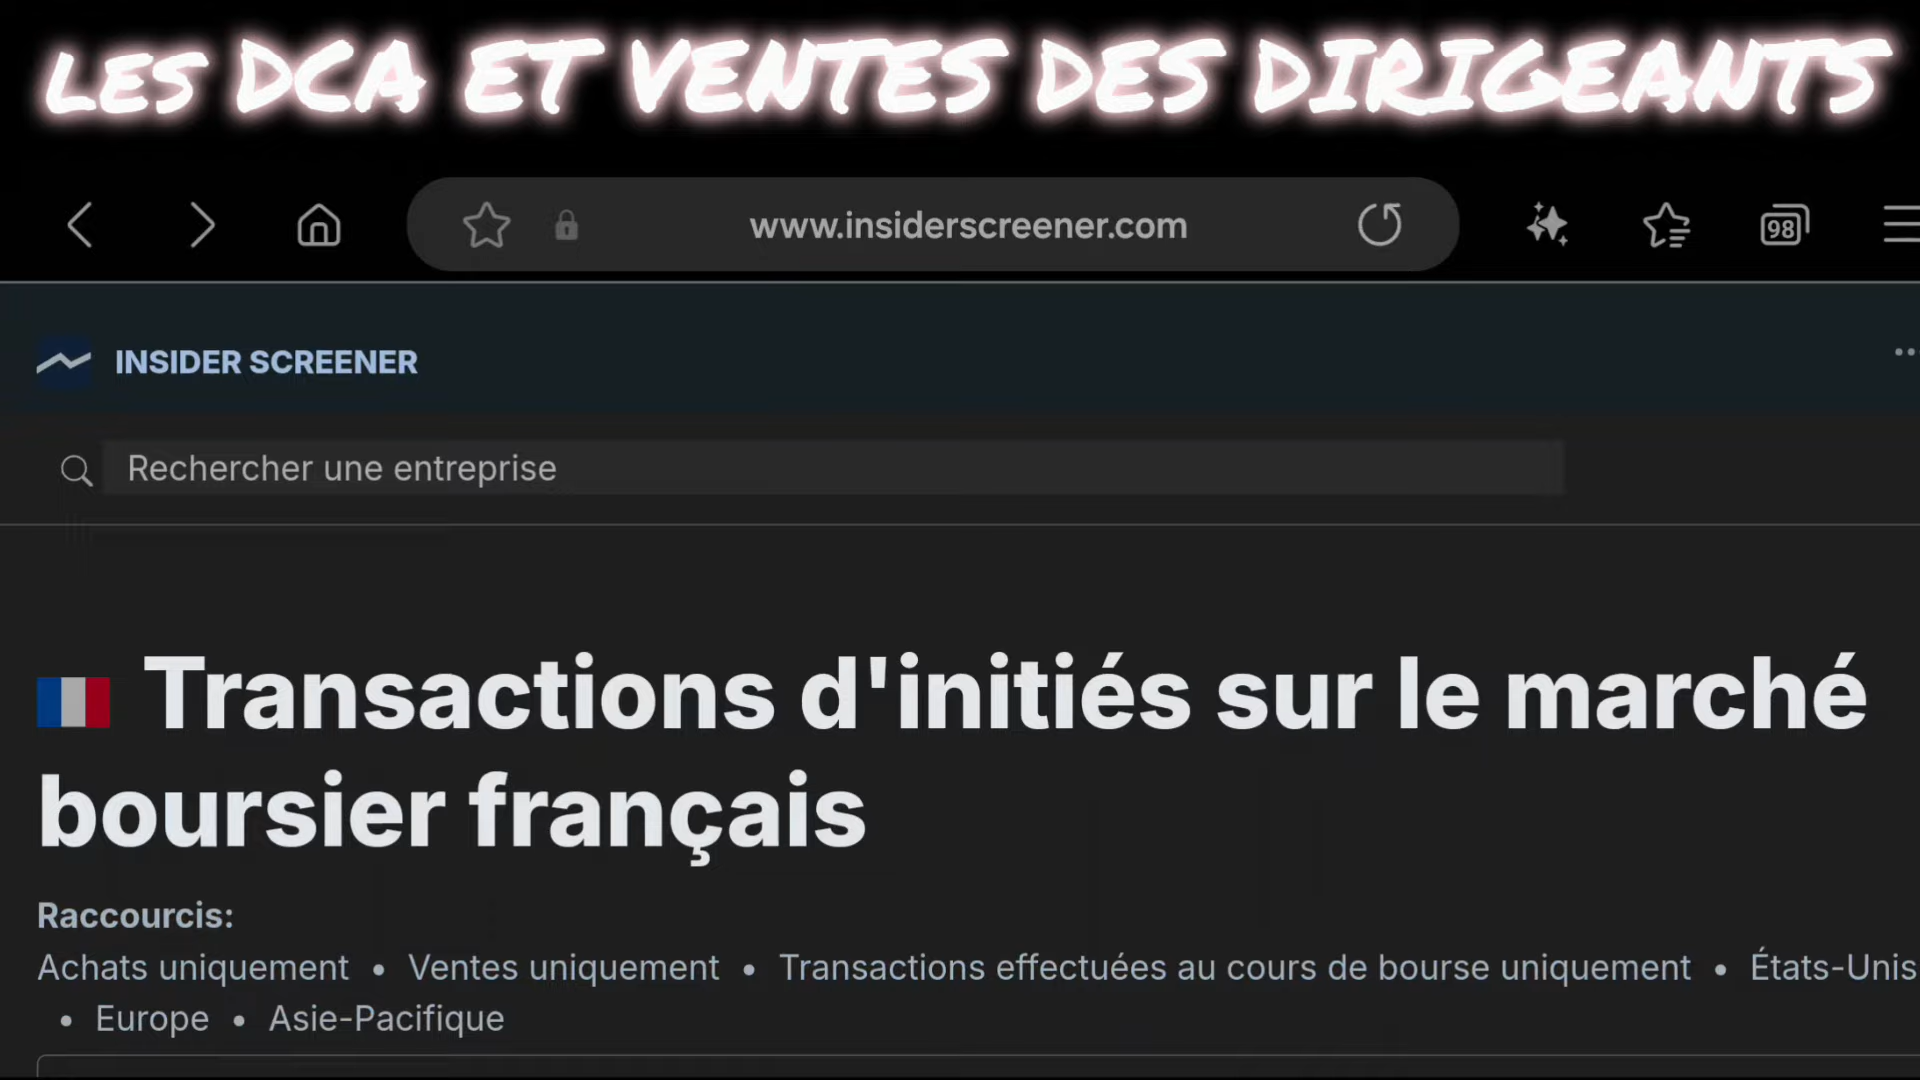 LES DCA ET VENTES DES DIRIGEANTS
www.insiderscreener.com
98
INSIDER SCREENER
Rechercher une entreprise
Transactions d'initiés sur le marché
boursier français
Raccourcis:
Achats uniquement • Ventes uniquement • Transactions effectuées au cours de bourse uniquement • États-Unis
• Europe • Asie-Pacifique